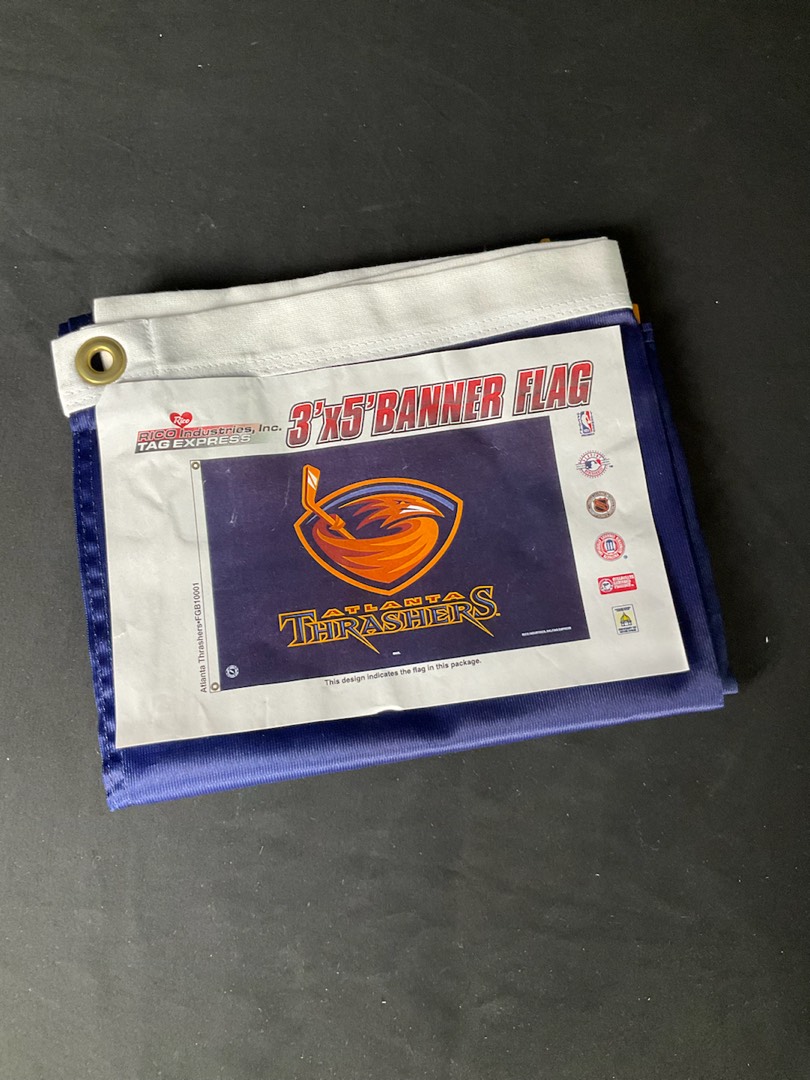 3'x5' BANNER FLAG
Rico
RICO Industries, Inc.
TAG EXPRESS
ATLANTA
THRASHERS
Atlanta Thrashers•FGB10001
This design indicates the flag in this package.